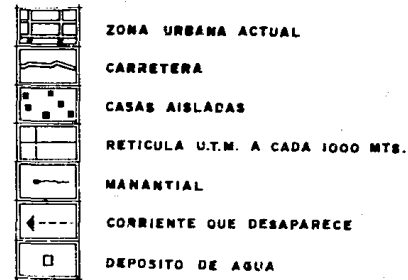 ZONA URBANA ACTUAL
CARRETERA
CASAS AISLADAS
RETICULA U.T.M. A CADA 1000 MTS.
MANANTIAL
CORRIENTE QUE DESAPARECE
DEPOSITO DE AGUA